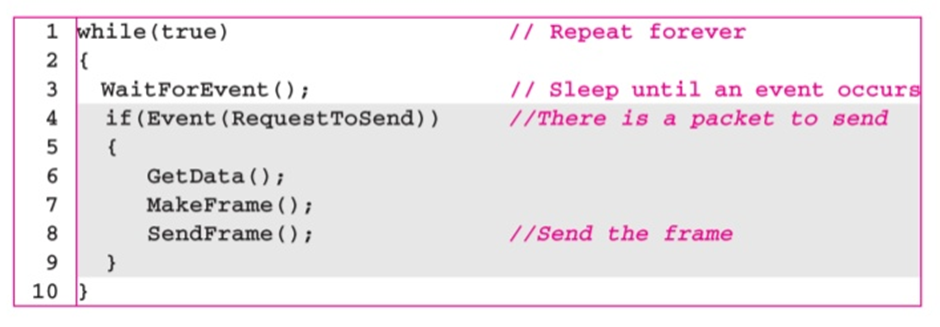 1 while(true) // Repeat forever
2 {
3 WaitForEvent(); // Sleep until an event occurs
4 if(Event(RequestToSend)) //There is a packet to send
5 {
6 GetData();
7 MakeFrame();
8 SendFrame(); //Send the frame
9 }
10 }